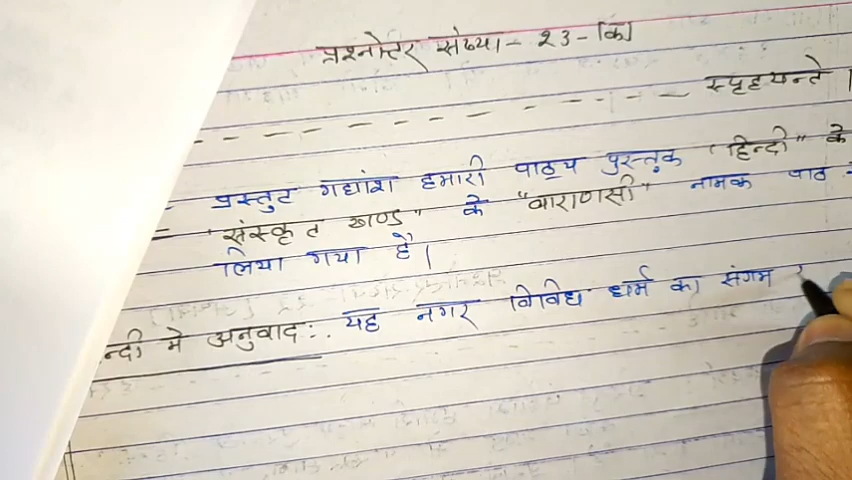 प्रश्नोत्तर संख्या - 23 - (क)
स्पृहयन्ते ।
प्रस्तुट गद्यांश हमारी पाठ्य पुस्तक "हिन्दी" के
"संस्कृत खण्ड" के "वाराणसी" नामक पाठ
लिया गया है।
न्दी मे अनुवाद:. यह नगर विविध धर्म का संगम